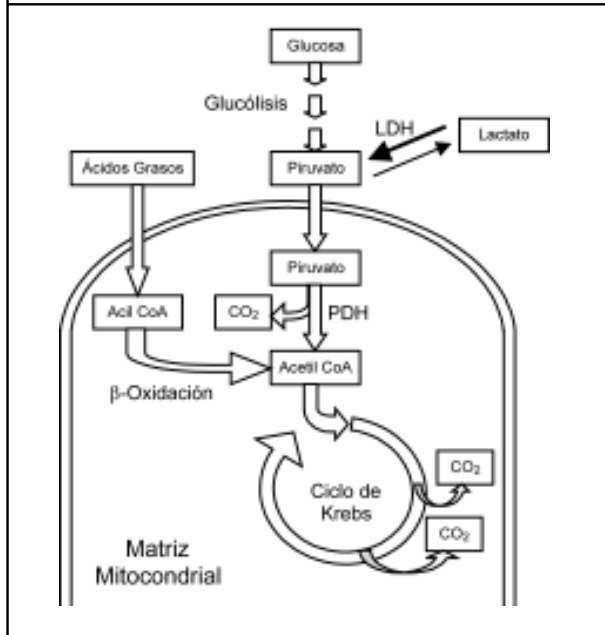 Glucosa
Glucólisis
LDH
Lactato
Ácidos Grasos
Piruvato
Piruvato
Acil CoA
CO₂
PDH
Acetil CoA
β-Oxidación
CO₂
Ciclo de
Krebs
CO₂
Matriz
Mitocondrial